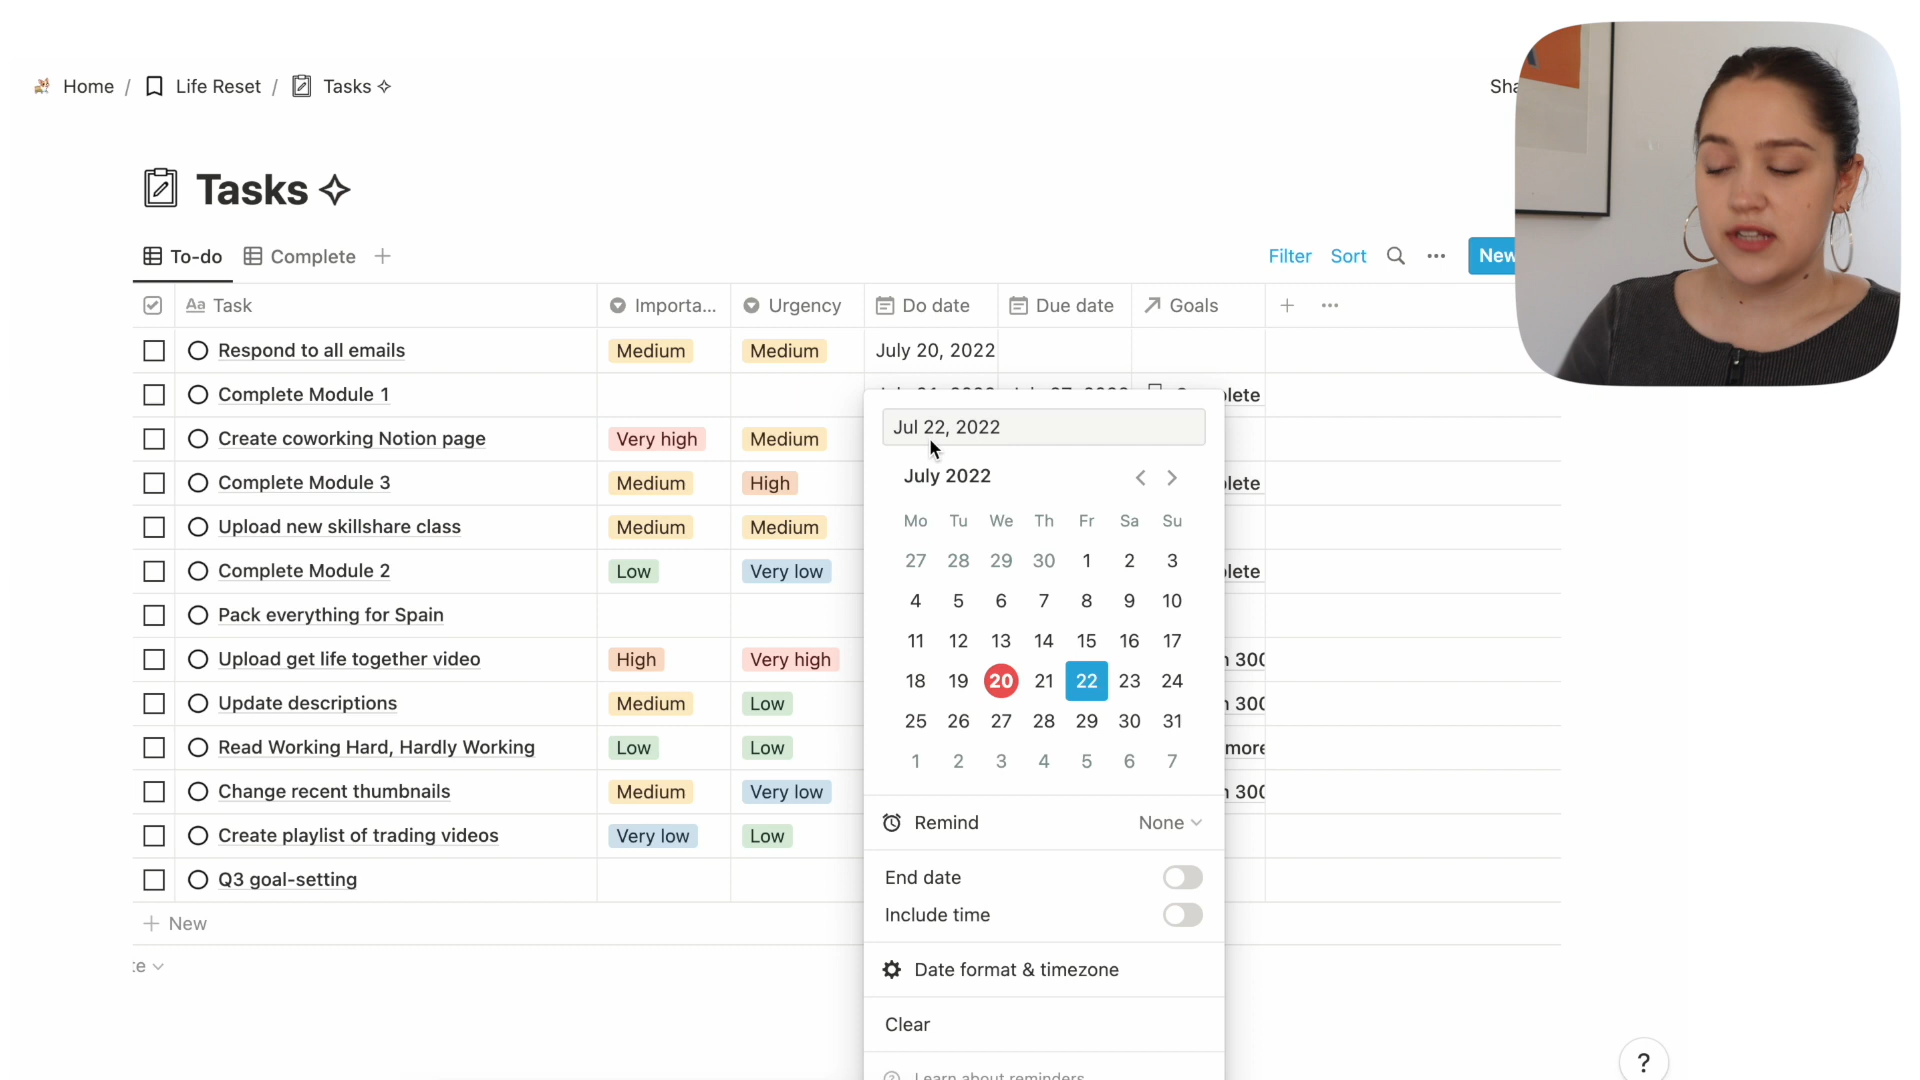 Home / Life Reset / Tasks
Tasks
To-do Complete
Filter Sort New
Aa Task Importa... Urgency Do date Due date Goals
Respond to all emails Medium Medium July 20, 2022
Complete Module 1 lete
Jul 22, 2022
Create coworking Notion page Very high Medium
July 2022
Complete Module 3 Medium High lete
Mo Tu We Th Fr Sa Su
Upload new skillshare class Medium Medium
27 28 29 30 1 2 3
Complete Module 2 Low Very low lete
4 5 6 7 8 9 10
Pack everything for Spain
11 12 13 14 15 16 17
Upload get life together video High Very high 300
18 19 20 21 22 23 24
Update descriptions Medium Low 300
25 26 27 28 29 30 31
Read Working Hard, Hardly Working Low Low more
1 2 3 4 5 6 7
Change recent thumbnails Medium Very low 300
Remind None
Create playlist of trading videos Very low Low
Q3 goal-setting
End date
Include time
New
Date format & timezone
Clear
Learn about reminders
?